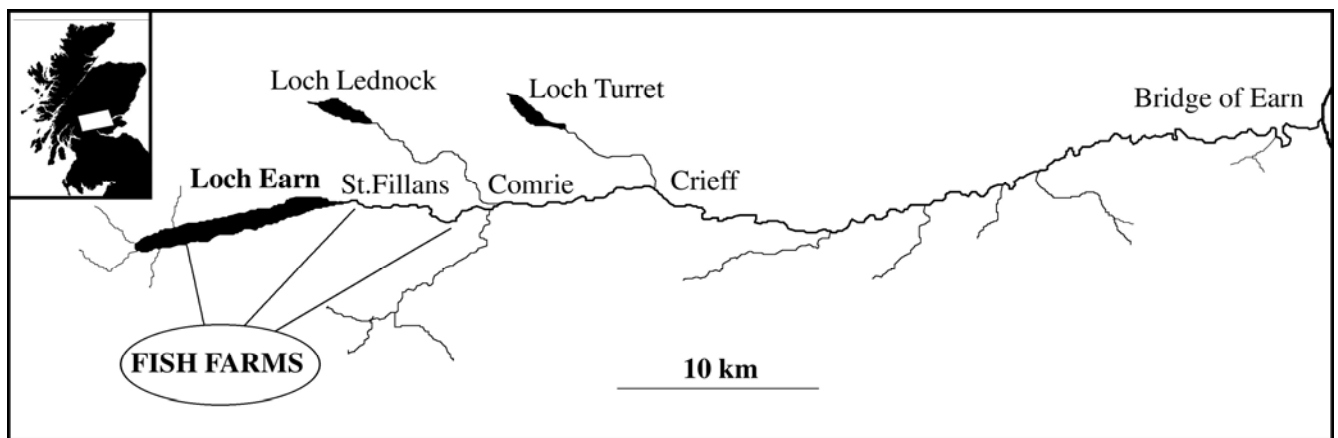 Loch Lednock
Loch Turret
Bridge of Earn
Loch Earn
St.Fillans
Comrie
Crieff
FISH FARMS
10 km